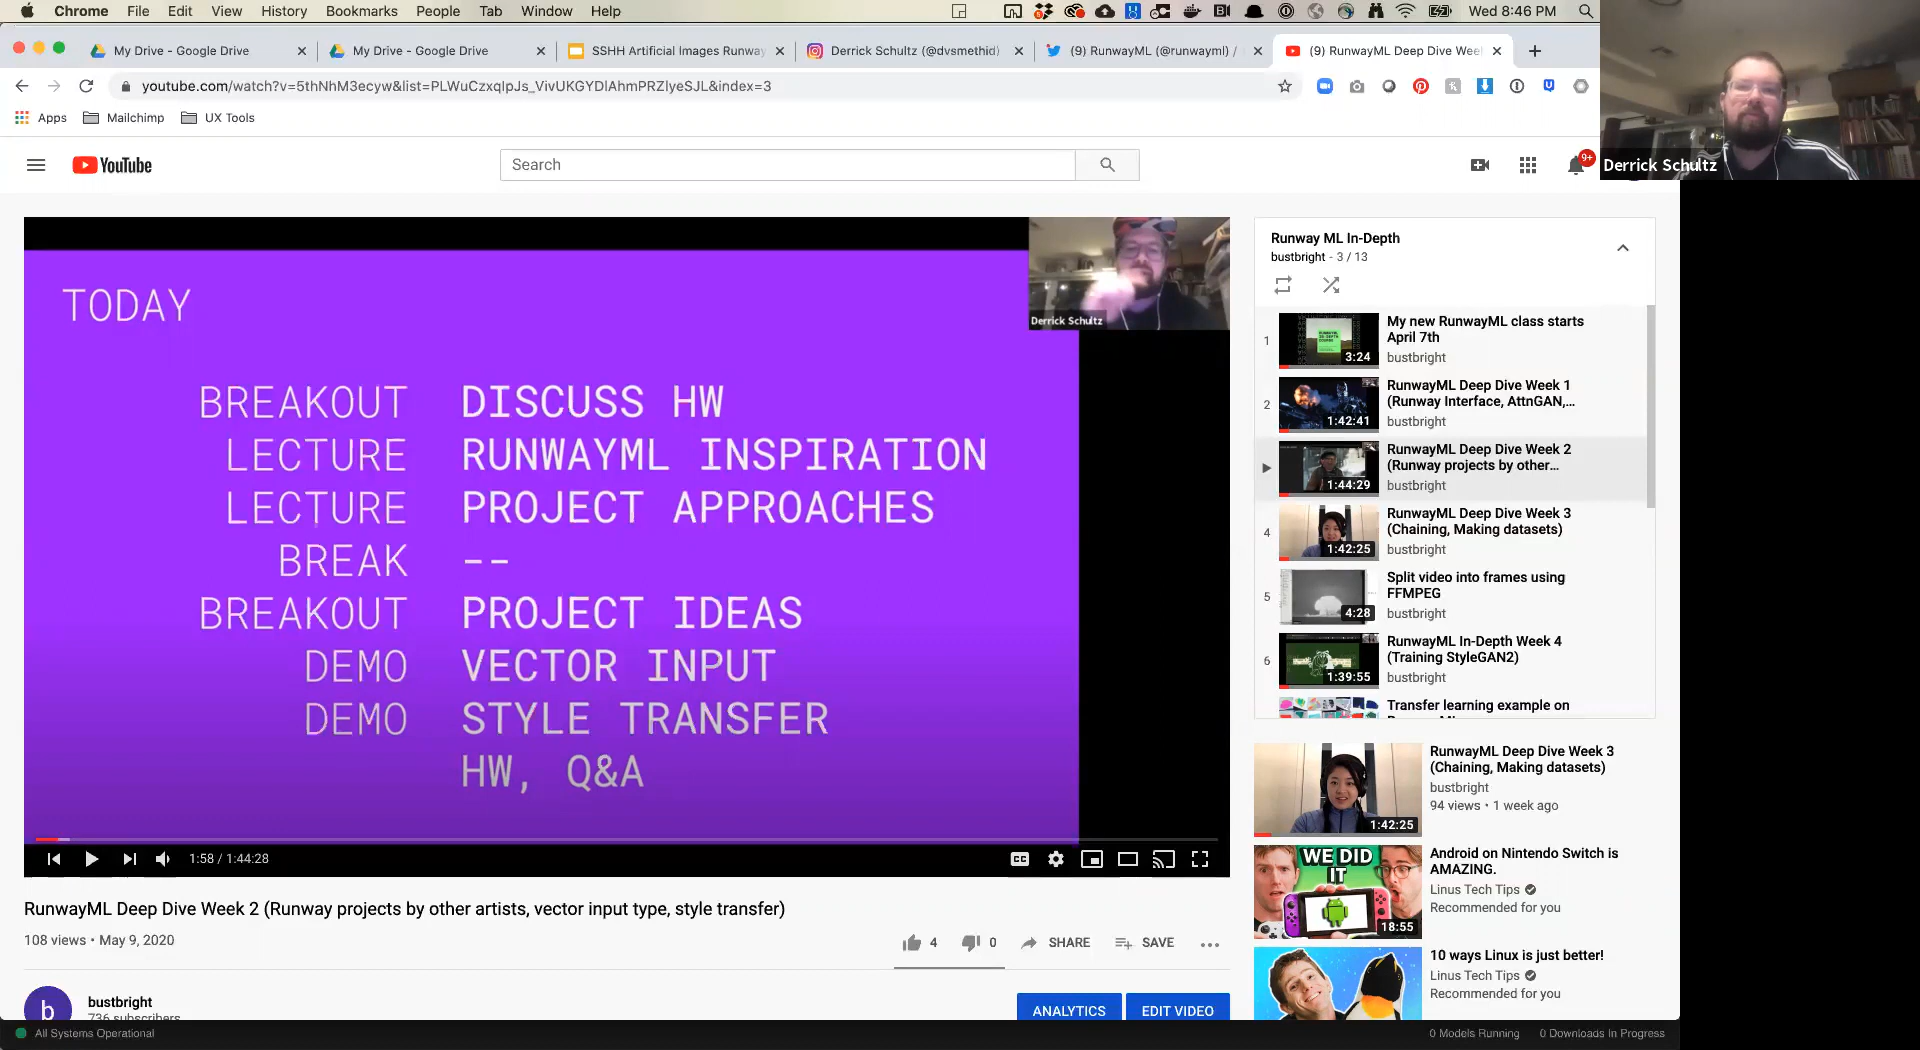 Chrome File Edit View History Bookmarks People Tab Window Help
Wed 8:46 PM
My Drive - Google Drive
My Drive - Google Drive
SSHH Artificial Images Runway
Derrick Schultz (@dvsmethid)
(9) RunwayML (@runwayml) /
(9) RunwayML Deep Dive Wee
youtube.com/watch?v=5thNhM3ecyw&list=PLWuCzxqIpJs_VivUKGYDlAhmPRZlyeSJL&index=3
Apps Mailchimp UX Tools
Derrick Schultz
YouTube
Search
9+
TODAY
BREAKOUT DISCUSS HW
LECTURE RUNWAYML INSPIRATION
LECTURE PROJECT APPROACHES
BREAK --
BREAKOUT PROJECT IDEAS
DEMO VECTOR INPUT
DEMO STYLE TRANSFER
HW, Q&A
Derrick Schultz
1:58 / 1:44:28
CC
RunwayML Deep Dive Week 2 (Runway projects by other artists, vector input type, style transfer)
108 views • May 9, 2020
4 0 SHARE SAVE
b
bustbright
736 subscribers
ANALYTICS EDIT VIDEO
Runway ML In-Depth
bustbright - 3 / 13
1
3:24
My new RunwayML class starts
April 7th
bustbright
2
1:42:41
RunwayML Deep Dive Week 1
(Runway Interface, AttnGAN,...
bustbright
1:44:29
RunwayML Deep Dive Week 2
(Runway projects by other...
bustbright
4
1:42:25
RunwayML Deep Dive Week 3
(Chaining, Making datasets)
bustbright
5
4:28
Split video into frames using
FFMPEG
bustbright
6
1:39:55
RunwayML In-Depth Week 4
(Training StyleGAN2)
bustbright
Transfer learning example on
1:42:25
RunwayML Deep Dive Week 3
(Chaining, Making datasets)
bustbright
94 views • 1 week ago
WE DID
IT
18:55
Android on Nintendo Switch is
AMAZING.
Linus Tech Tips
Recommended for you
10 ways Linux is just better!
Linus Tech Tips
Recommended for you
All Systems Operational
0 Models Running 0 Downloads In Progress